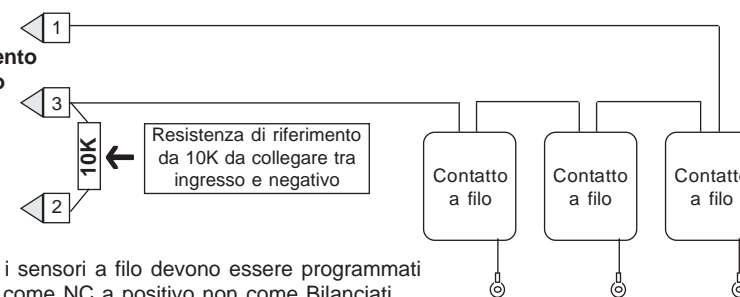 1
ento
o
3
10K
Resistenza di riferimento
da 10K da collegare tra
ingresso e negativo
2
Contatto
a filo
Contatto
a filo
Contatto
a filo
i sensori a filo devono essere programmati
come NC a positivo non come Bilanciati